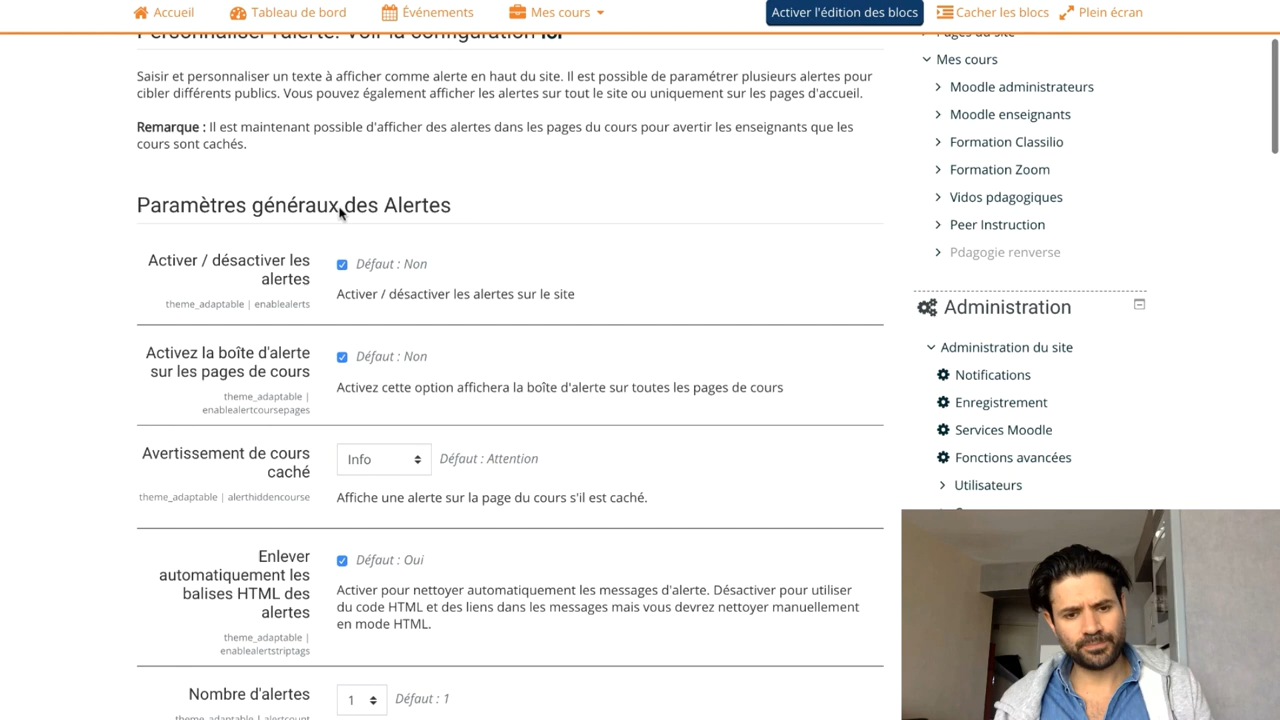 Accueil
Tableau de bord
Événements
Mes cours
Activer l'édition des blocs
Cacher les blocs
Plein écran
Personnaliser l'alerte. Voir la configuration ici
Saisir et personnaliser un texte à afficher comme alerte en haut du site. Il est possible de paramétrer plusieurs alertes pour
cibler différents publics. Vous pouvez également afficher les alertes sur tout le site ou uniquement sur les pages d'accueil.
Remarque : Il est maintenant possible d'afficher des alertes dans les pages du cours pour avertir les enseignants que les
cours sont cachés.
Paramètres généraux des Alertes
Activer / désactiver les
alertes
theme_adaptable | enablealerts
Défaut : Non
Activer / désactiver les alertes sur le site
Activez la boîte d'alerte
sur les pages de cours
theme_adaptable |
enablealertcoursepages
Défaut : Non
Activez cette option affichera la boîte d'alerte sur toutes les pages de cours
Avertissement de cours
caché
theme_adaptable | alerthiddencourse
Info
Défaut : Attention
Affiche une alerte sur la page du cours s'il est caché.
Enlever
automatiquement les
balises HTML des
alertes
theme_adaptable |
enablealertstriptags
Défaut : Oui
Activer pour nettoyer automatiquement les messages d'alerte. Désactiver pour utiliser
du code HTML et des liens dans les messages mais vous devrez nettoyer manuellement
en mode HTML.
Nombre d'alertes
theme_adaptable | alertcount
1
Défaut : 1
Pages du site
Mes cours
Moodle administrateurs
Moodle enseignants
Formation Classilio
Formation Zoom
Vidos pdagogiques
Peer Instruction
Pdagogie renverse
Administration
Administration du site
Notifications
Enregistrement
Services Moodle
Fonctions avancées
Utilisateurs